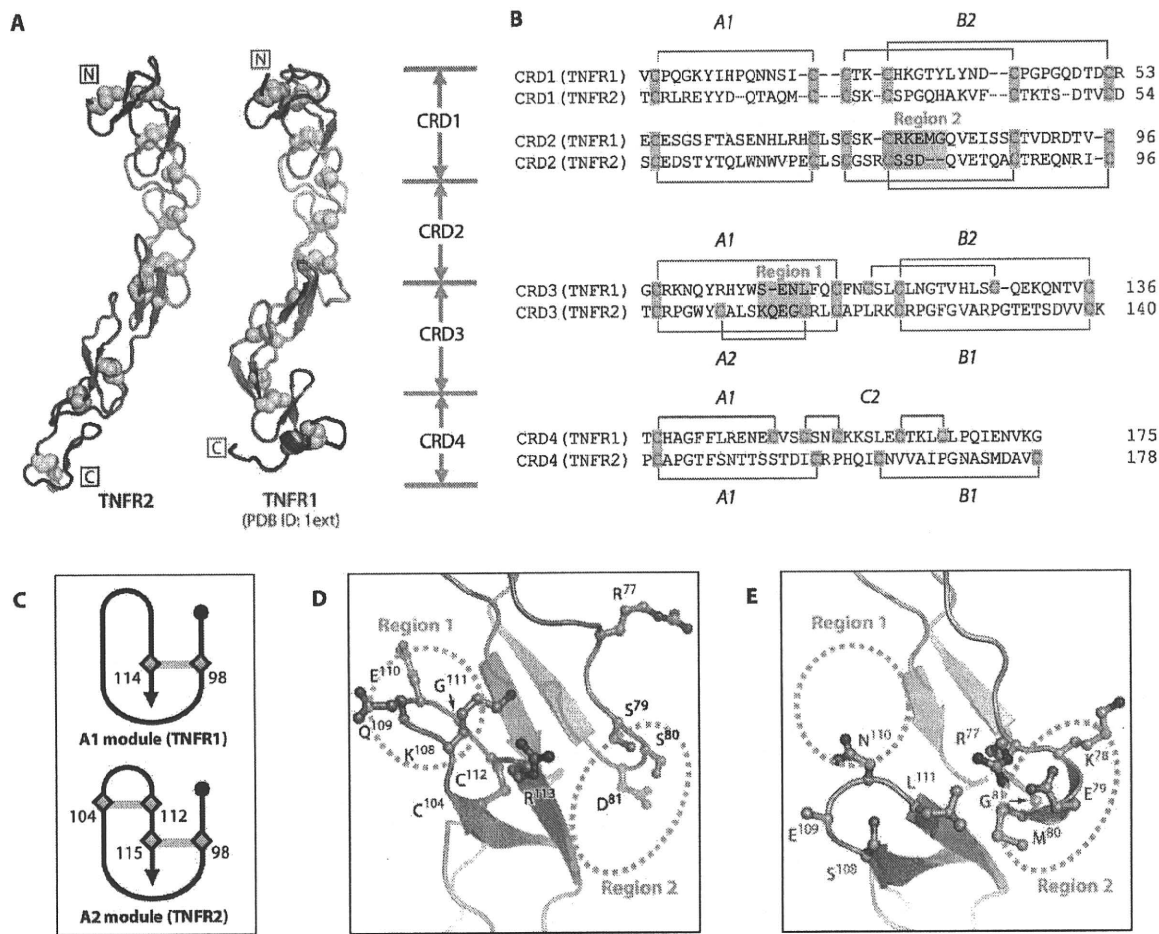 A
N
N
C
C
TNFR2
TNFR1
(PDB ID: 1ext)
CRD1
CRD2
CRD3
CRD4
B
A1 B2
CRD1 (TNFR1) VCPQGKYIHPQNNSI-C--CTK-CHKGTYLYND--CPGPGQDTDCR 53
CRD1 (TNFR2) TCRLREYYD-QTAQM-C--CSK-CSPGQHAKVF--CTKTS-DTVCD 54
Region 2
CRD2 (TNFR1) ECESGSFTASENHLRHCLSCSK-CRKEMGQVEISSCTVDRDTV-C 96
CRD2 (TNFR2) SCEDSTYTQLWNWVPECLSCGSRCSSD--QVETQACTREQNRI-C 96
A1 B2
Region 1
CRD3 (TNFR1) GCRKNQYRHYWS-ENLFQCFNCSLCLNGTVHLSC-QEKQNTVC 136
CRD3 (TNFR2) TCRPGWYCALSKQEGCRLCAPLRKCRPGFGVARPGTETSDVVCK 140
A2 B1
A1 C2
CRD4 (TNFR1) TCHAGFFLRENECVSCSNCKKSLECTKLCLPQIENVKG 175
CRD4 (TNFR2) PCAPGTFSNTTSSTDICRPHQICNVVAIPGNASMDAVC 178
A1 B1
C
114 98
A1 module (TNFR1)
104 112
115 98
A2 module (TNFR2)
D
R77
Region 1
E110
G111
Q109
K108
S79
S80
C112
R113
D81
C104
Region 2
E
Region 1
N110
R77
K78
L111
G81
E79
E109
M80
S108
Region 2